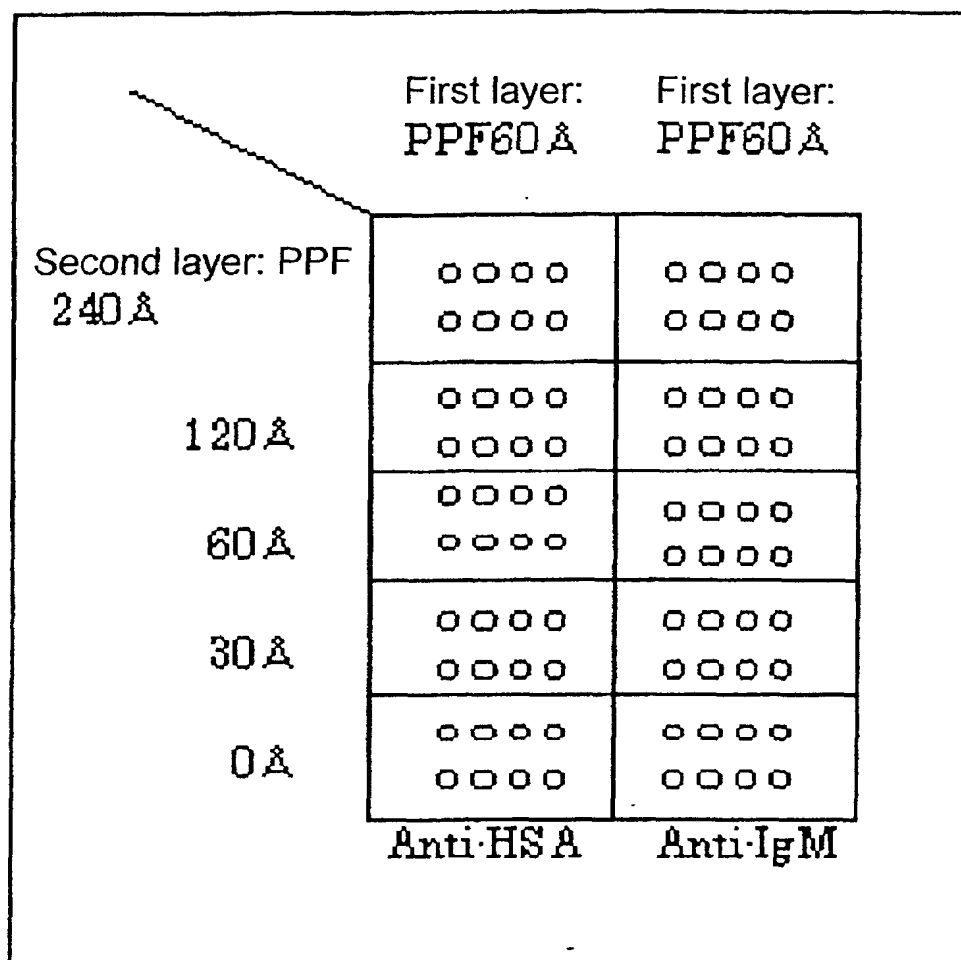 First layer: First layer:
PPF60Å PPF60Å
Second layer: PPF
240Å
120Å
60Å
30Å
0Å
Anti-HSA Anti-IgM